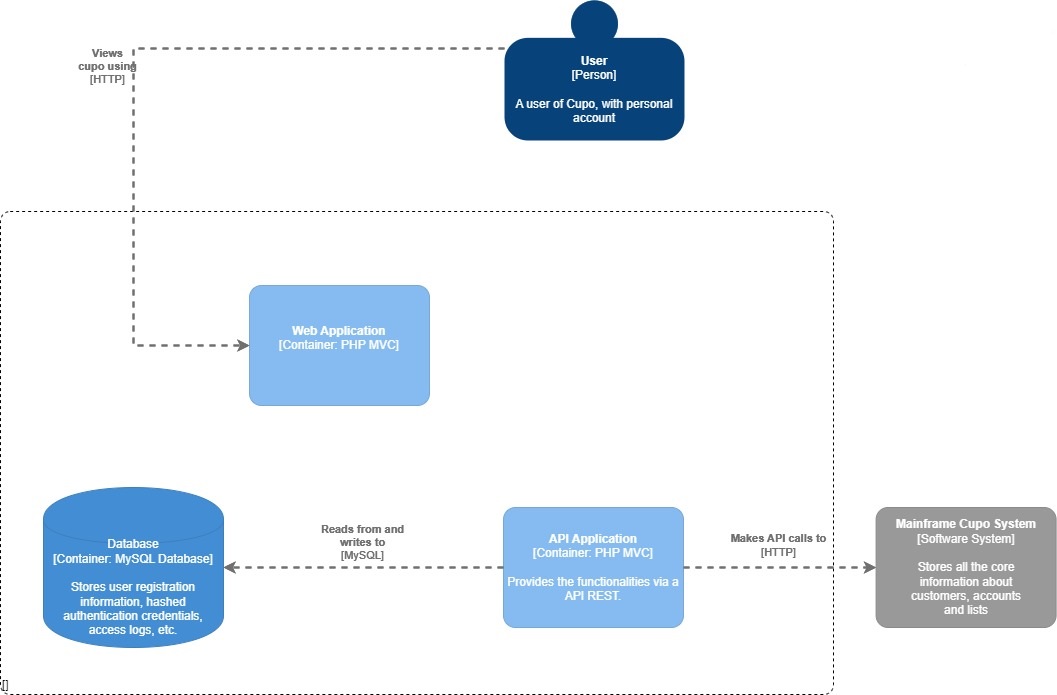 Views
cupo using
[HTTP]
User
[Person]
A user of Cupo, with personal
account
Web Application
[Container: PHP MVC]
Database
[Container: MySQL Database]
Stores user registration
information, hashed
authentication credentials,
access logs, etc.
Reads from and
writes to
[MySQL]
API Application
[Container: PHP MVC]
Provides the functionalities via a
API REST.
Makes API calls to
[HTTP]
Mainframe Cupo System
[Software System]
Stores all the core
information about
customers, accounts
and lists
[]